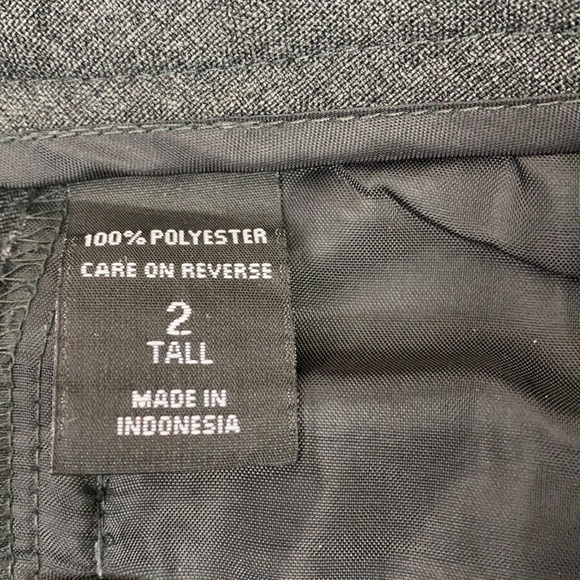 100% POLYESTER
CARE ON REVERSE
2
TALL
MADE IN
INDONESIA